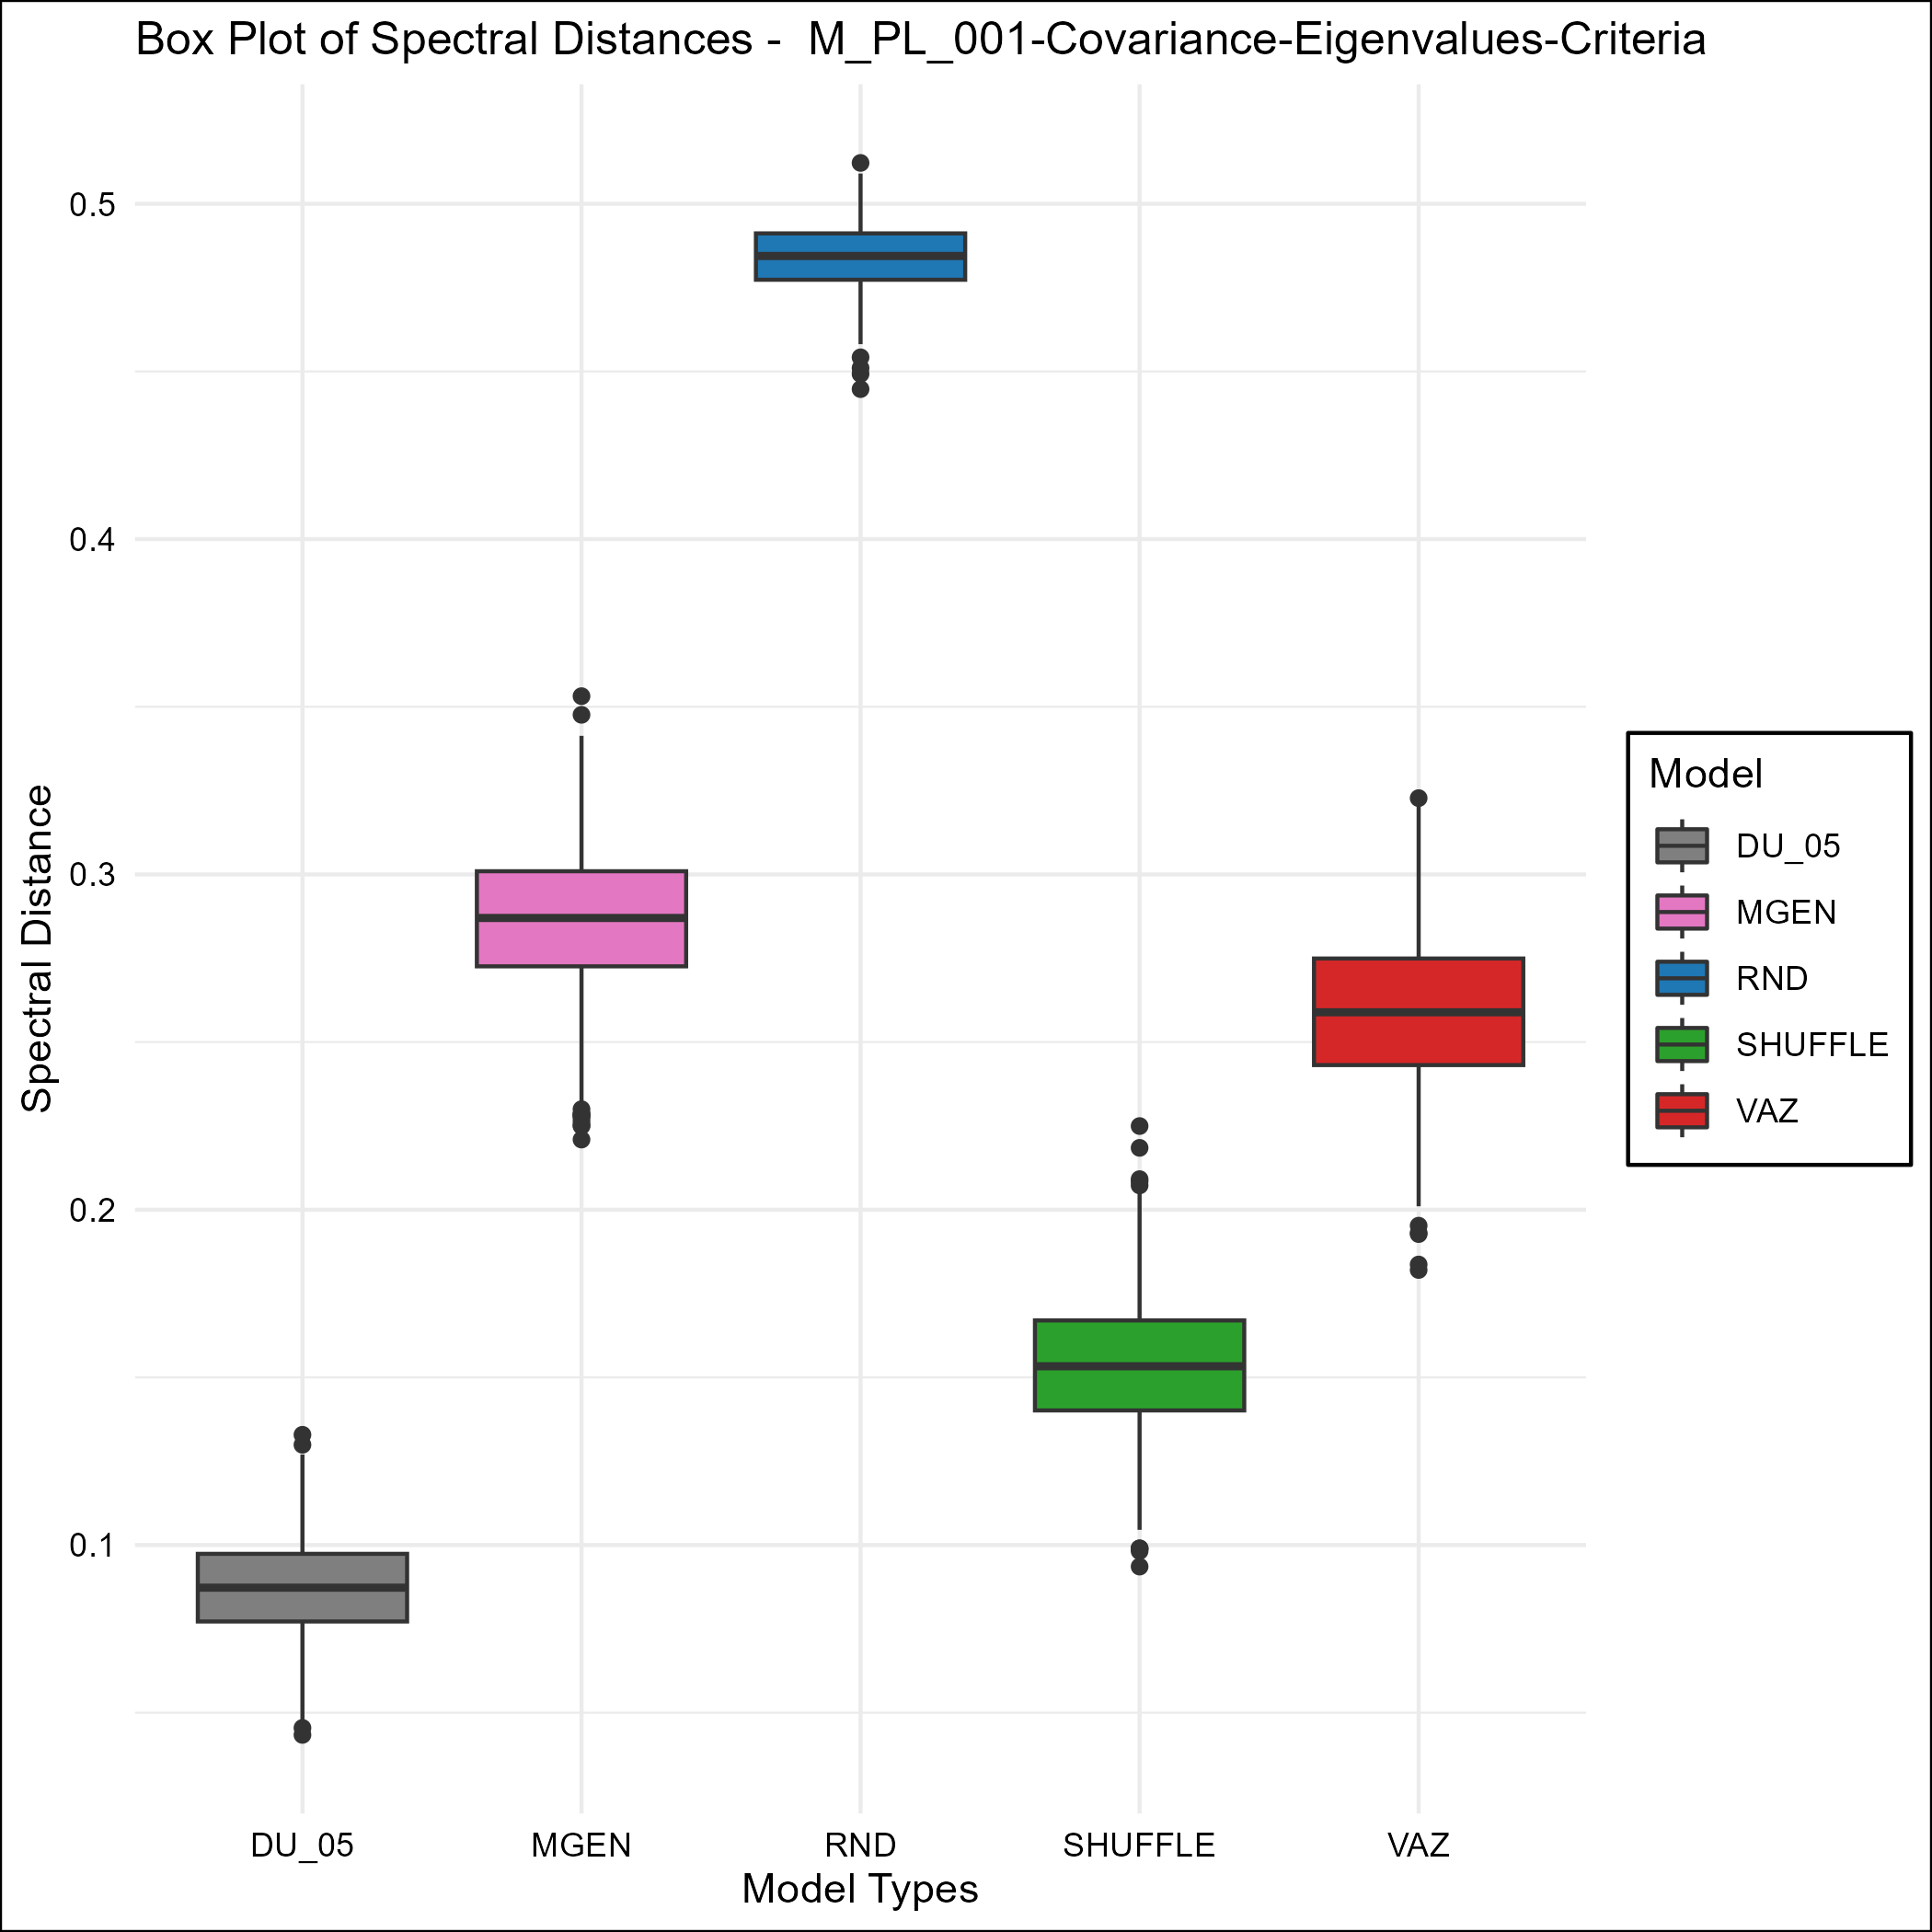 Box Plot of Spectral Distances -  M_PL_001-Covariance-Eigenvalues-Criteria
Spectral Distance
0.5
0.4
0.3
0.2
0.1
DU_05
MGEN
RND
SHUFFLE
VAZ
Model Types
Model
DU_05
MGEN
RND
SHUFFLE
VAZ